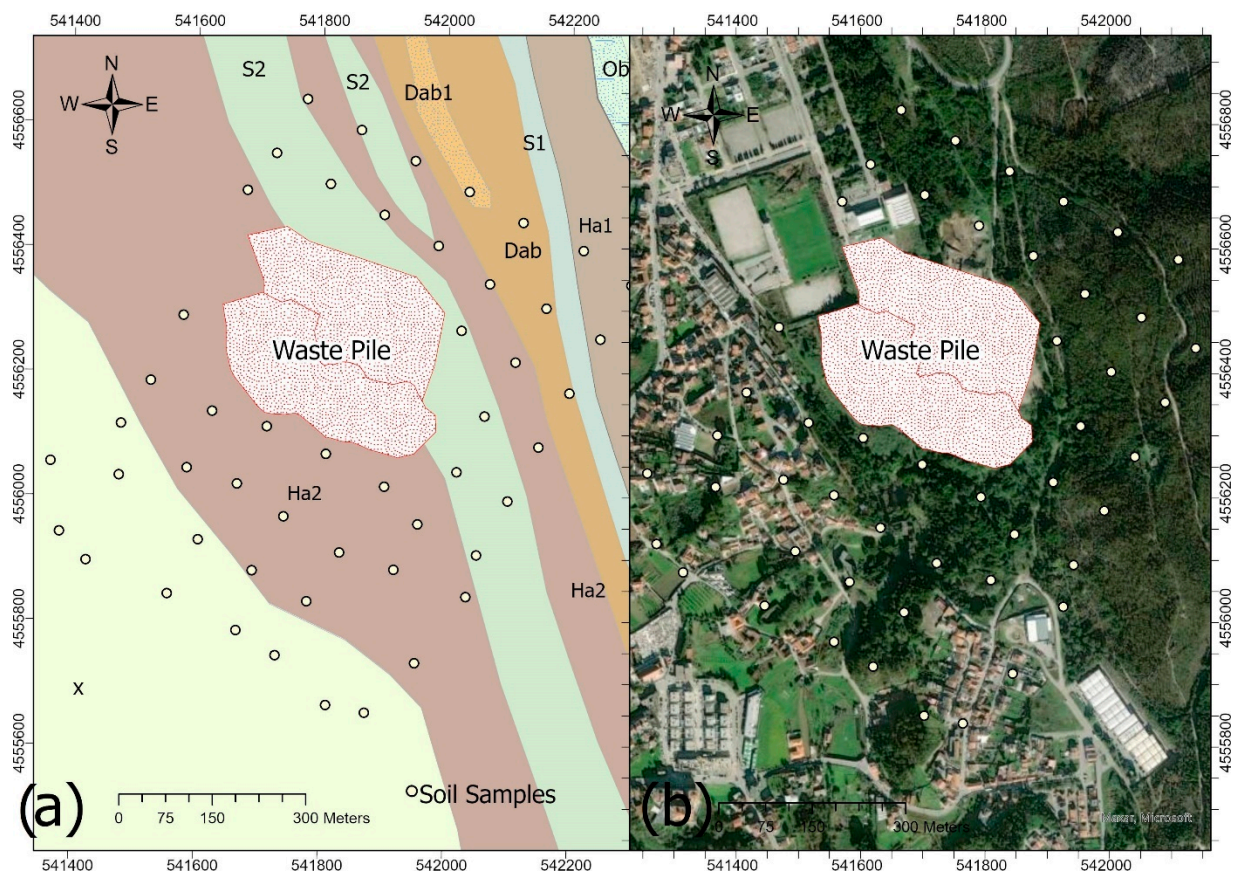 541400 541600 541800 542000 542200
541400 541600 541800 542000
N
W E
S
S2
S2
Dab1
Ob
S1
Ha1
Dab
Waste Pile
Ha2
Ha2
x
Soil Samples
(a)
0 75 150 300 Meters
4556600
4556400
4556200
4556000
4555800
4555600
541400 541600 541800 542000 542200
N
W E
S
Waste Pile
(b)
0 75 150 300 Meters
Maxar, Microsoft
4556800
4556600
4556400
4556200
4556000
4555800
541400 541600 541800 542000